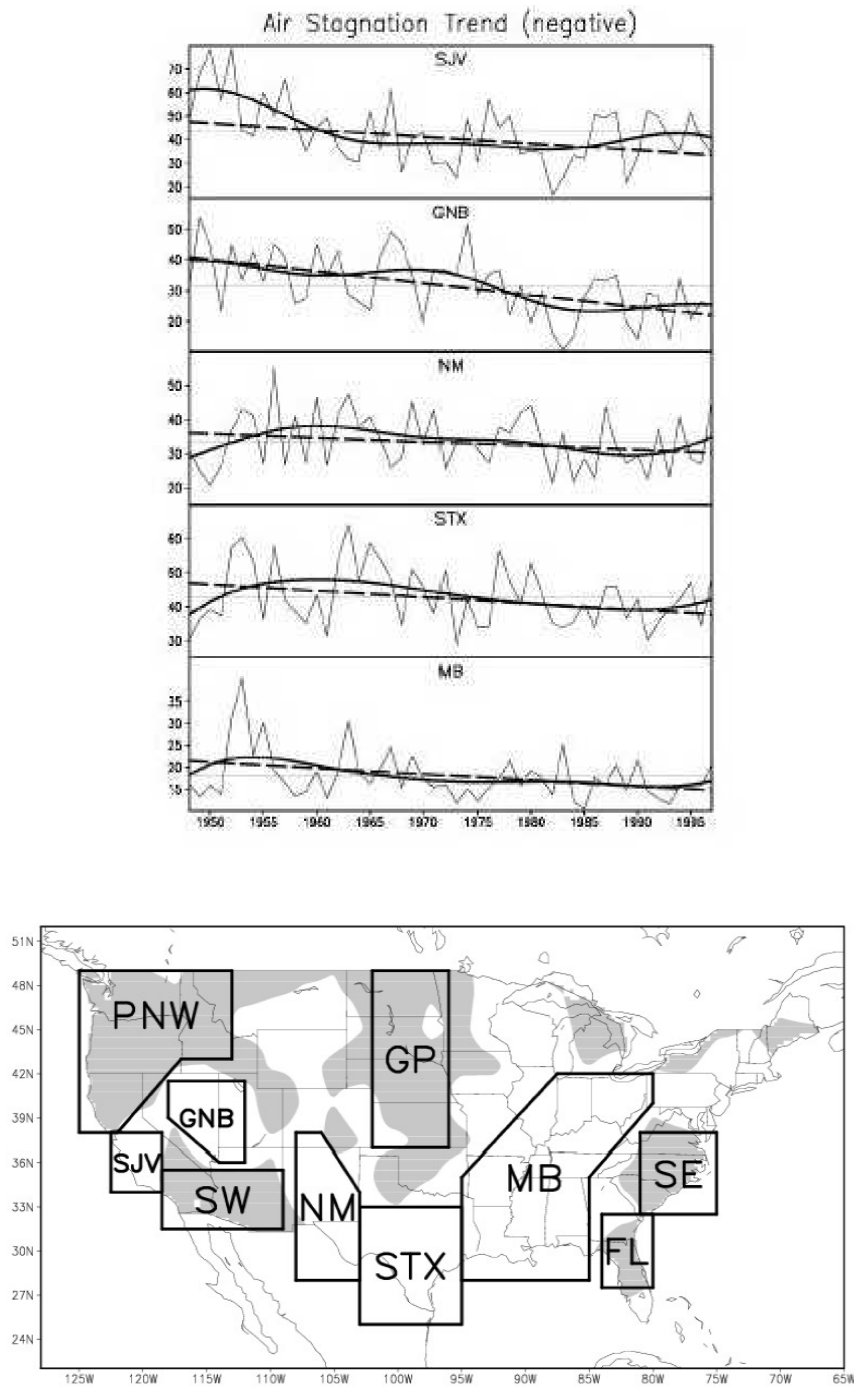 Air Stagnation Trend (negative)
SJV
70
60
50
40
30
20
GNB
50
40
30
20
NM
50
40
30
20
STX
60
50
40
30
MB
35
30
25
20
15
1950 1955 1960 1965 1970 1975 1980 1985 1990 1995
51N
48N
45N
42N
39N
36N
33N
30N
27N
24N
PNW
GP
GNB
SJV
SW
NM
MB
SE
STX
FL
125W 120W 115W 110W 105W 100W 95W 90W 85W 80W 75W 70W 65W